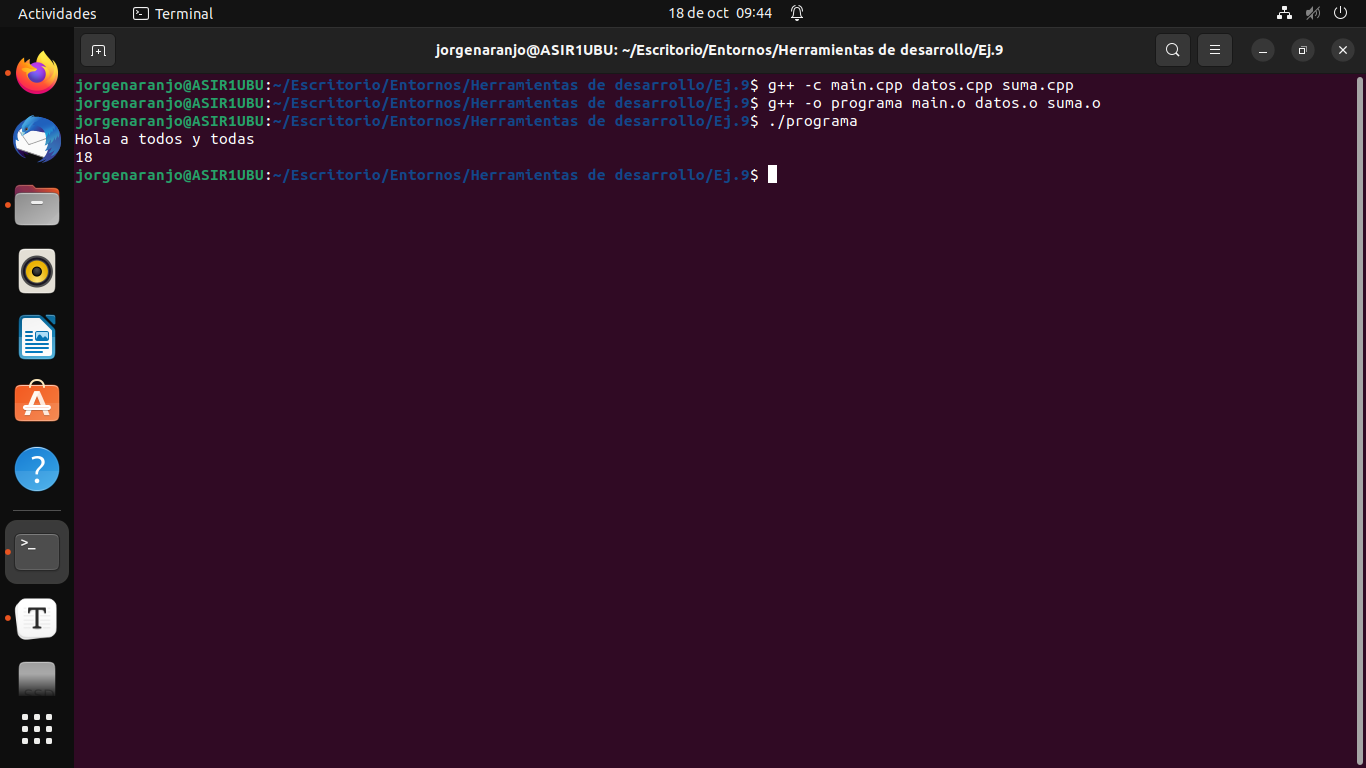 Actividades
Terminal
18 de oct 09:44
jorgenaranjo@ASIR1UBU: ~/Escritorio/Entornos/Herramientas de desarrollo/Ej.9
jorgenaranjo@ASIR1UBU:~/Escritorio/Entornos/Herramientas de desarrollo/Ej.9$ g++ -c main.cpp datos.cpp suma.cpp
jorgenaranjo@ASIR1UBU:~/Escritorio/Entornos/Herramientas de desarrollo/Ej.9$ g++ -o programa main.o datos.o suma.o
jorgenaranjo@ASIR1UBU:~/Escritorio/Entornos/Herramientas de desarrollo/Ej.9$ ./programa
Hola a todos y todas
18
jorgenaranjo@ASIR1UBU:~/Escritorio/Entornos/Herramientas de desarrollo/Ej.9$